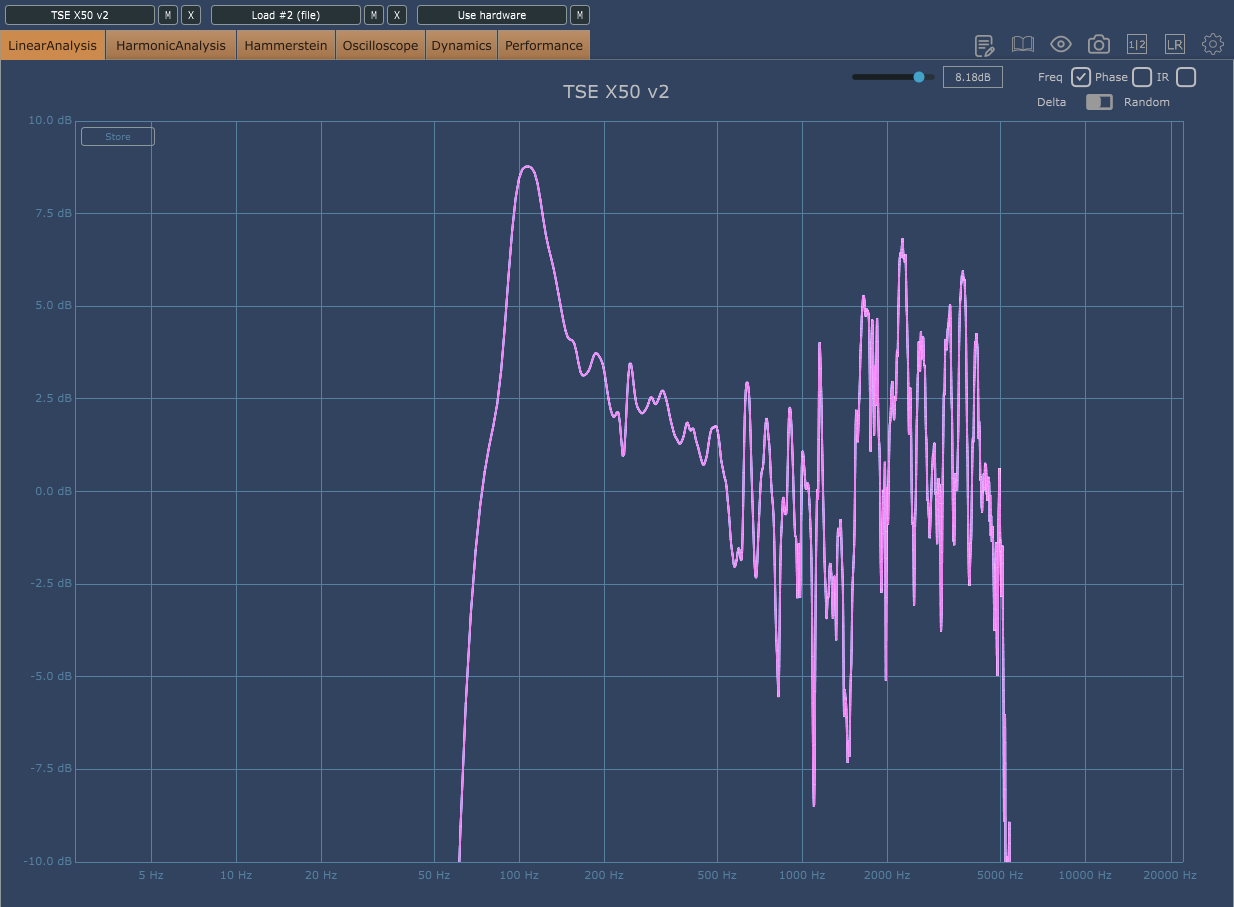 TSE X50 v2 M X Load #2 (file) M X Use hardware M
LinearAnalysis HarmonicAnalysis Hammerstein Oscilloscope Dynamics Performance 1|2 LR
8.18dB Freq Phase IR
TSE X50 v2
Delta Random
10.0 dB
Store
7.5 dB
5.0 dB
2.5 dB
0.0 dB
-2.5 dB
-5.0 dB
-7.5 dB
-10.0 dB
5 Hz 10 Hz 20 Hz 50 Hz 100 Hz 200 Hz 500 Hz 1000 Hz 2000 Hz 5000 Hz 10000 Hz 20000 Hz